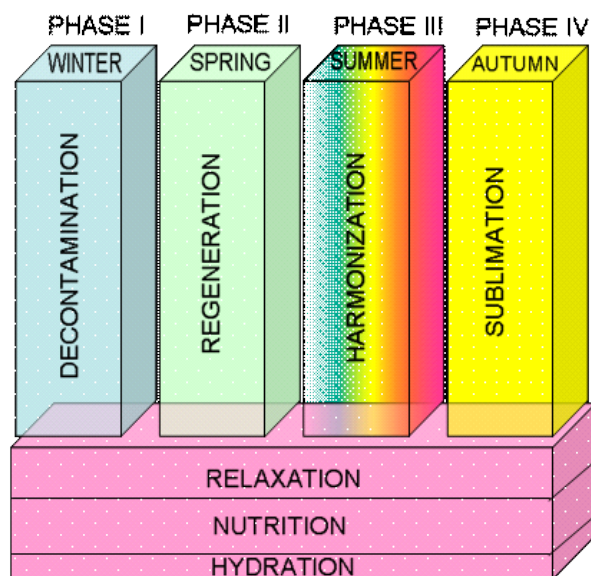 PHASE I PHASE II PHASE III PHASE IV
WINTER SPRING SUMMER AUTUMN
DECONTAMINATION
REGENERATION
HARMONIZATION
SUBLIMATION
RELAXATION
NUTRITION
HYDRATION